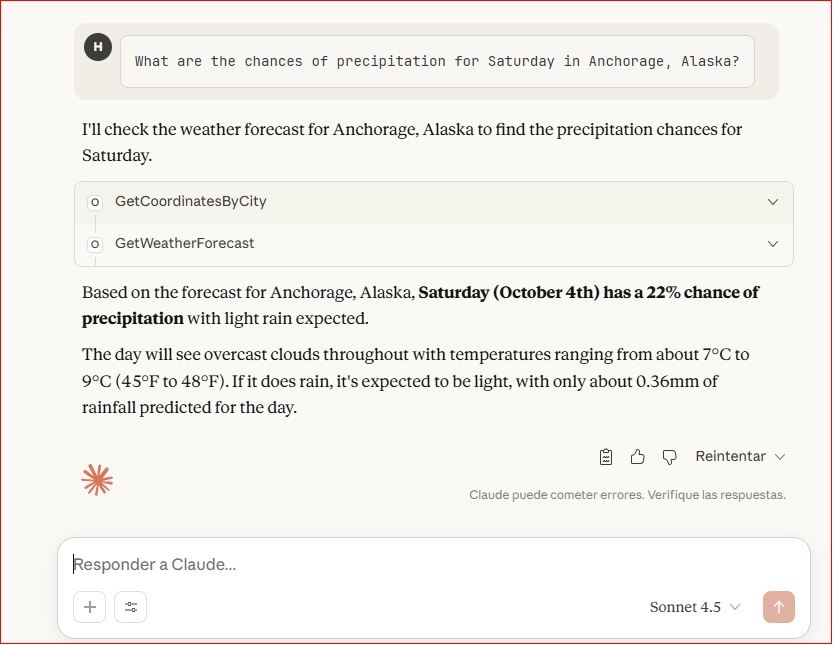 H
What are the chances of precipitation for Saturday in Anchorage, Alaska?
I'll check the weather forecast for Anchorage, Alaska to find the precipitation chances for
Saturday.
O GetCoordinatesByCity
O GetWeatherForecast
Based on the forecast for Anchorage, Alaska, Saturday (October 4th) has a 22% chance of
precipitation with light rain expected.
The day will see overcast clouds throughout with temperatures ranging from about 7°C to
9°C (45°F to 48°F). If it does rain, it's expected to be light, with only about 0.36mm of
rainfall predicted for the day.
Reintentar
Claude puede cometer errores. Verifique las respuestas.
Responder a Claude...
Sonnet 4.5